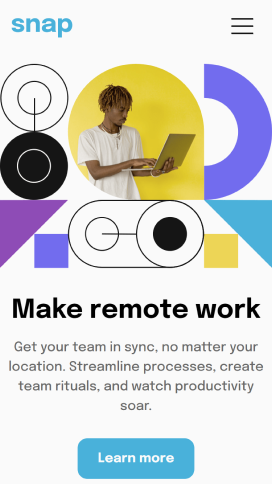 snap
Make remote work
Get your team in sync, no matter your
location. Streamline processes, create
team rituals, and watch productivity
soar.
Learn more